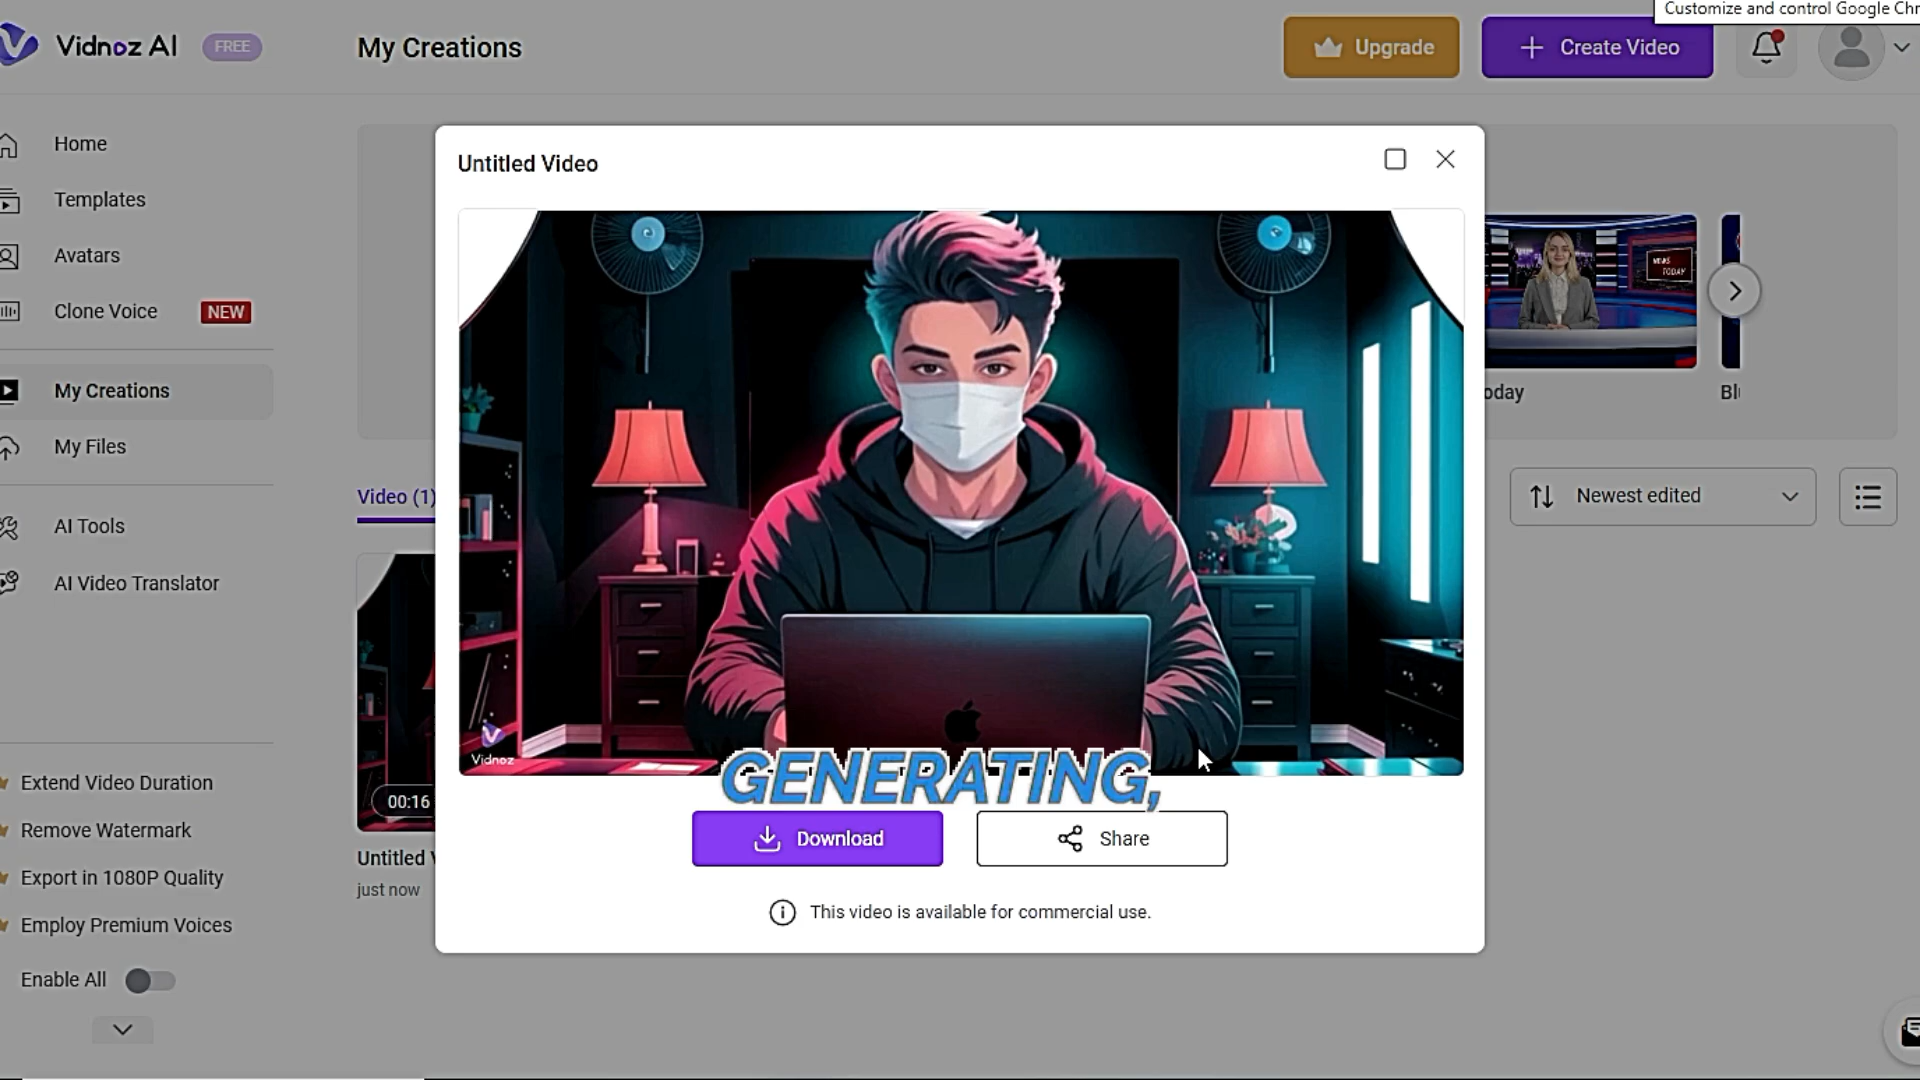 Customize and control Google Chr
Vidnoz AI
FREE
My Creations
Upgrade
Create Video
Home
Templates
Avatars
Clone Voice
NEW
My Creations
My Files
AI Tools
AI Video Translator
Extend Video Duration
Remove Watermark
Export in 1080P Quality
Employ Premium Voices
Enable All
Untitled Video
NEWS
TODAY
oday
Bl
Video (1)
Newest edited
00:16
Untitled V
just now
Vidnoz
GENERATING,
Download
Share
This video is available for commercial use.